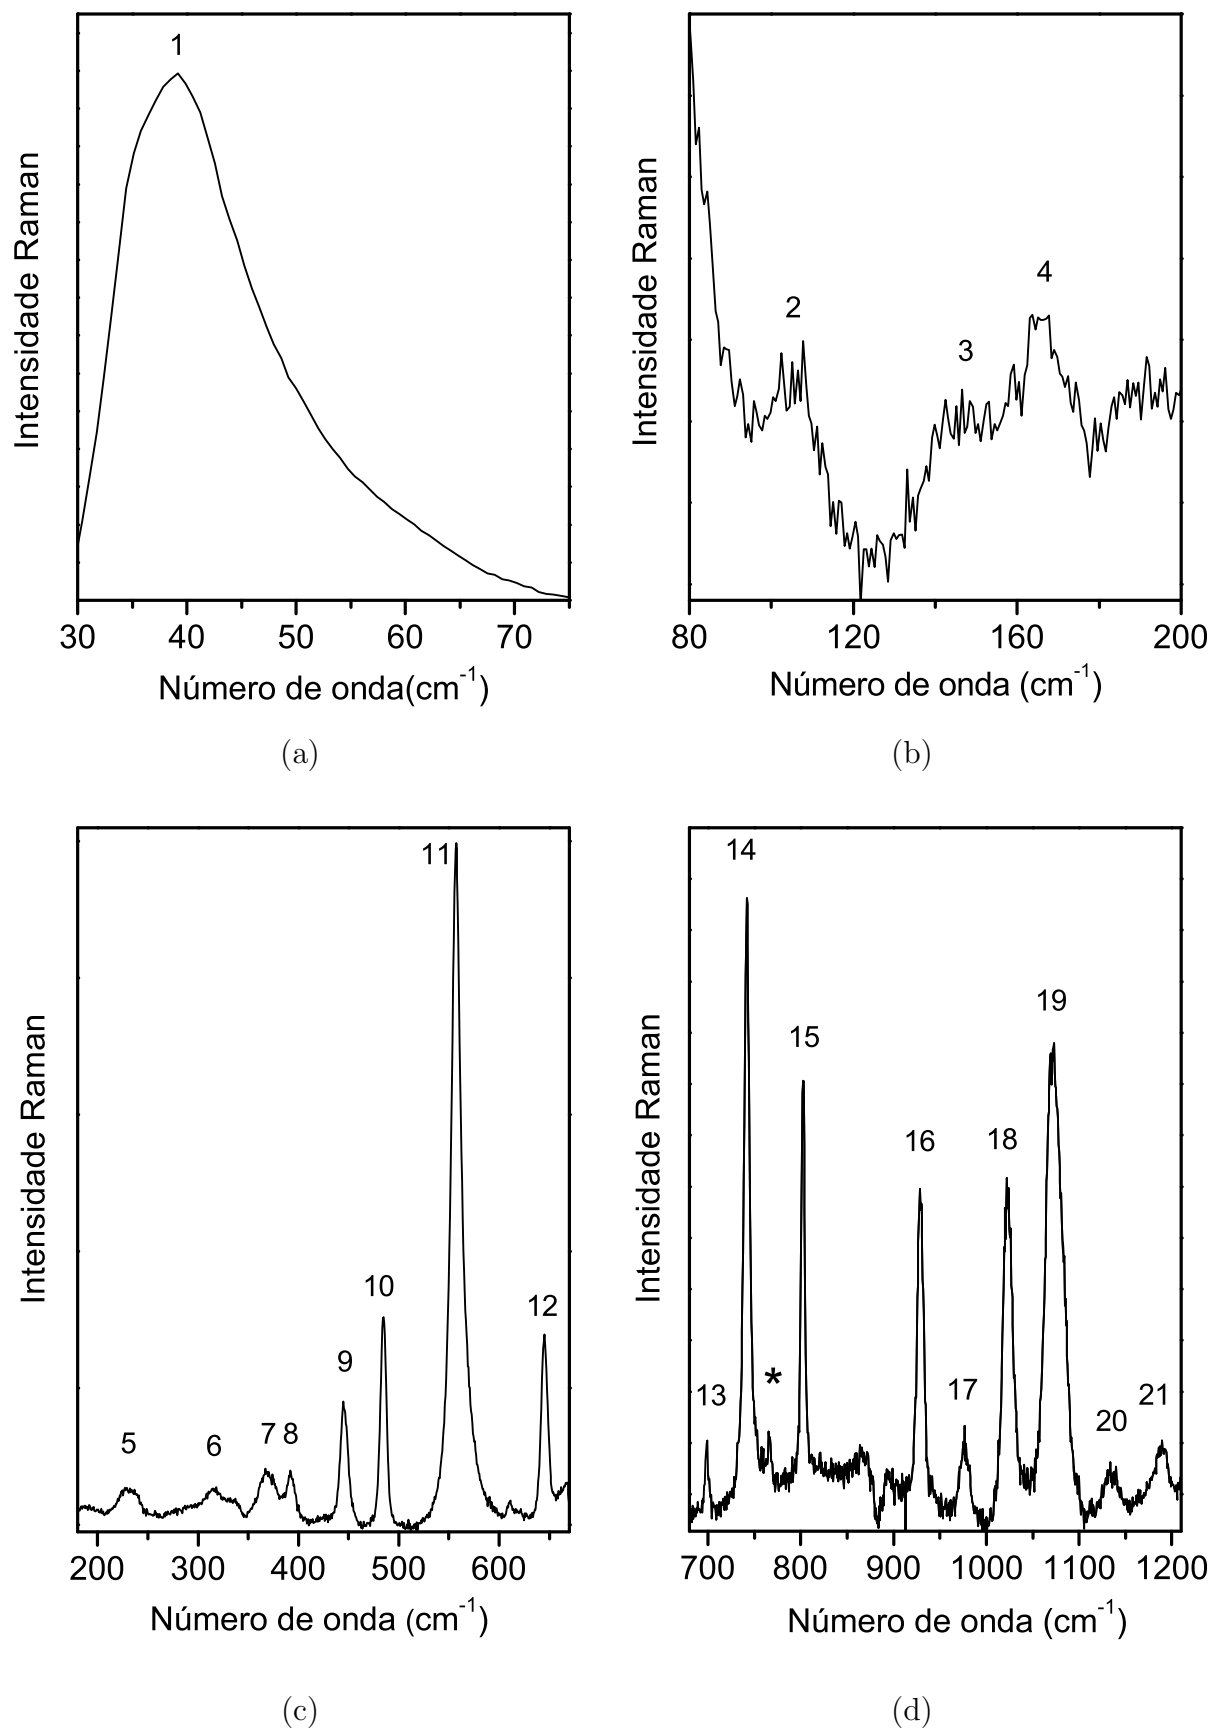 1
Intensidade Raman
30 40 50 60 70
Número de onda(cm⁻¹)
(a)
2
3
4
Intensidade Raman
80 120 160 200
Número de onda (cm⁻¹)
(b)
5
6
7
8
9
10
11
12
Intensidade Raman
200 300 400 500 600
Número de onda (cm⁻¹)
(c)
13
14
*
15
16
17
18
19
20
21
Intensidade Raman
700 800 900 1000 1100 1200
Número de onda (cm⁻¹)
(d)